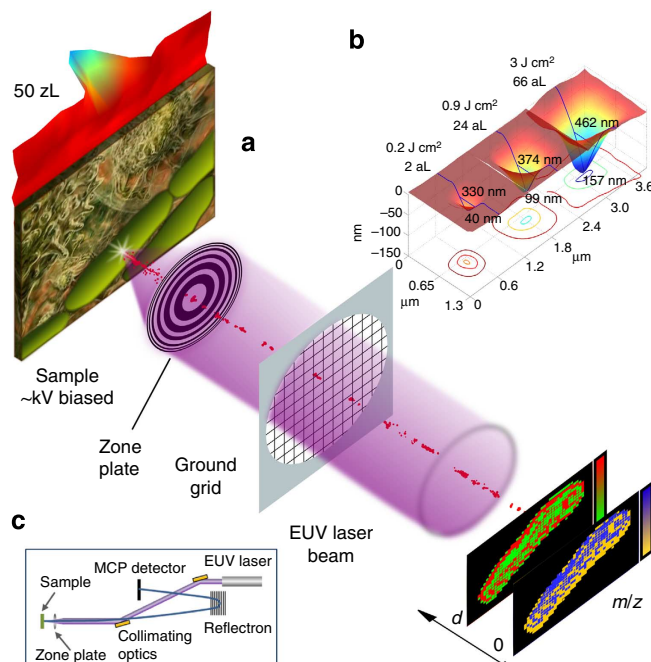 50 zL
a
Sample
~kV biased
Zone
plate
Ground
grid
EUV laser
beam
b
3 J cm²
66 aL
0.9 J cm²
24 aL
0.2 J cm²
2 aL
462 nm
374 nm
330 nm
157 nm
99 nm
40 nm
0
−50
−100
−150
nm
0
0.65
1.3
μm
0
0.6
1.2
1.8
2.4
3.0
3.6
μm
c
MCP detector
EUV laser
Sample
Zone plate
Collimating
optics
Reflectron
d
0
m/z